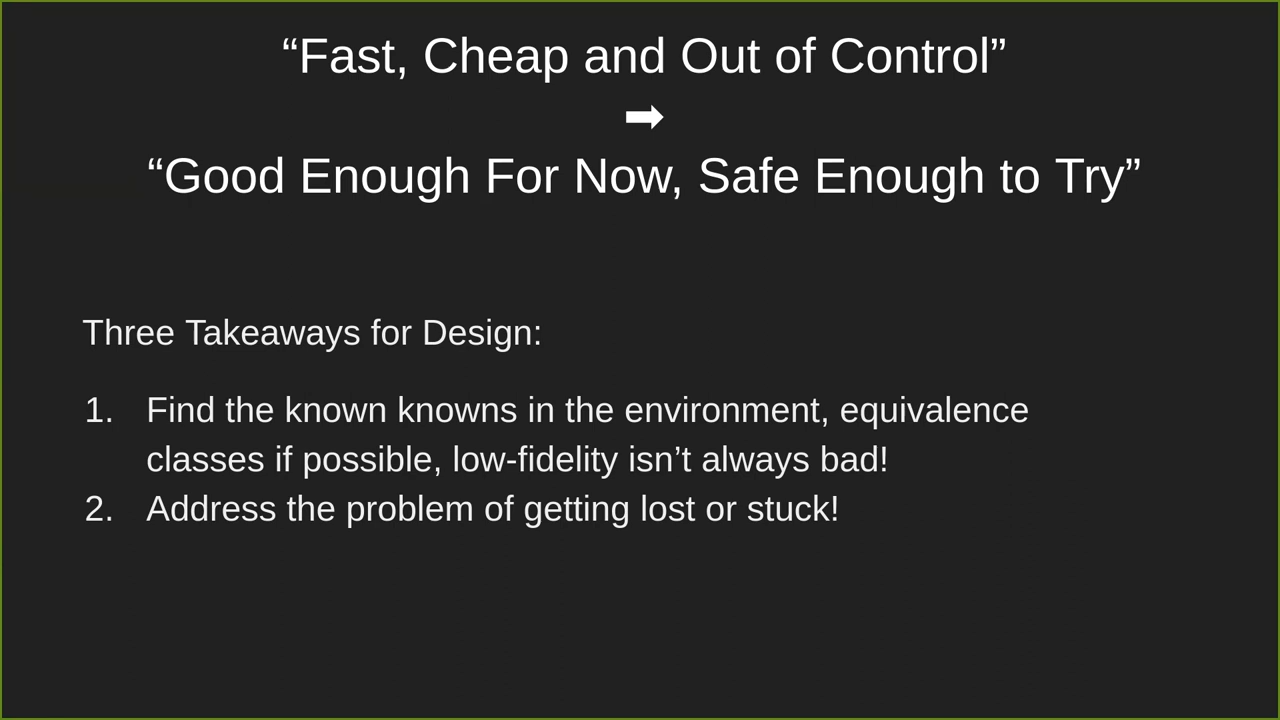 “Fast, Cheap and Out of Control”
➡
“Good Enough For Now, Safe Enough to Try”
Three Takeaways for Design:
1. Find the known knowns in the environment, equivalence
classes if possible, low-fidelity isn’t always bad!
2. Address the problem of getting lost or stuck!